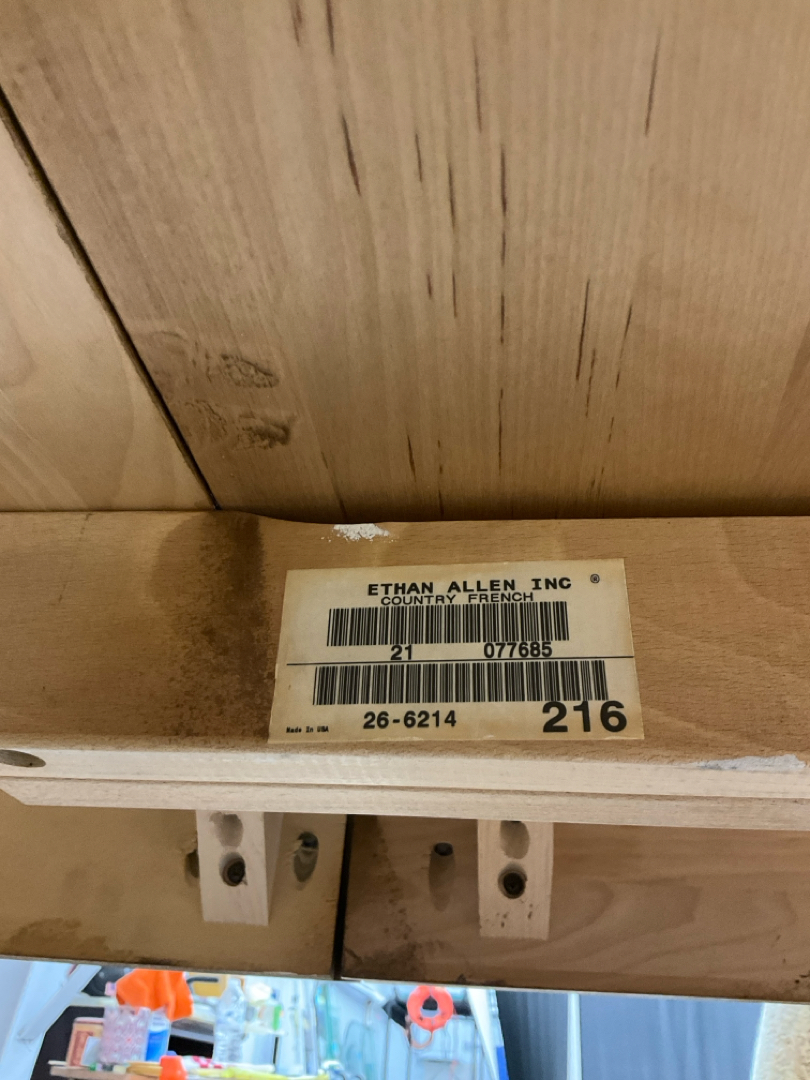 ETHAN ALLEN INC ®
COUNTRY FRENCH
21 077685
26-6214 216
Made In USA